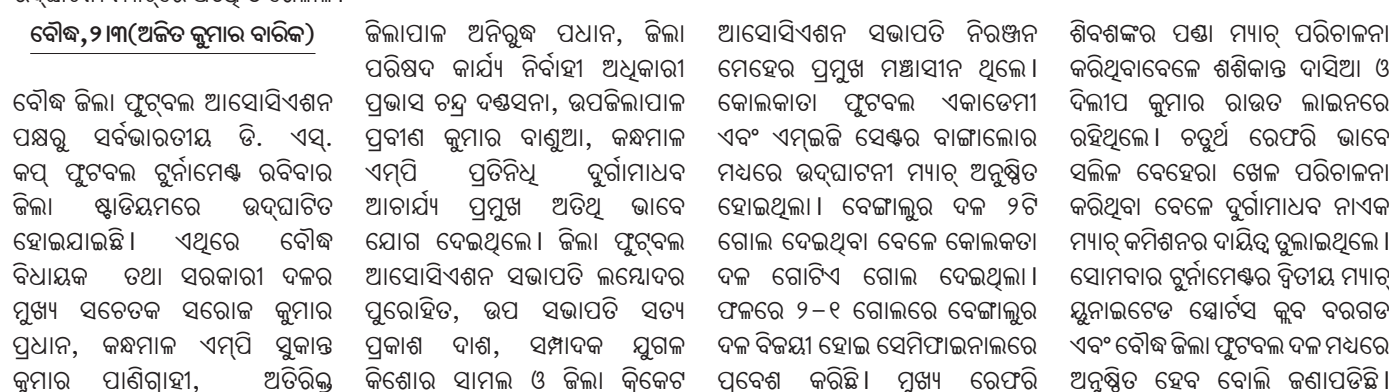 ବୌଦ୍ଧ,୨ା୩(ଅଜିତ କୁମାର ବାରିକ)
ବୌଦ୍ଧ ଜିଲା ଫୁଟ୍‌ବଲ ଆସୋସିଏଶନ
ପକ୍ଷରୁ ସର୍ବଭାରତୀୟ ଡି. ଏସ୍.
କପ୍ ଫୁଟବଲ ଟୁର୍ନାମେଣ୍ଟ ରବିବାର
ଜିଲା ଷ୍ଟାଡିୟମରେ ଉଦ୍‌ଘାଟିତ
ହୋଇଯାଇଛି। ଏଥିରେ ବୌଦ୍ଧ
ବିଧାୟକ ତଥା ସରକାରୀ ଦଳର
ମୁଖ୍ୟ ସଚେତକ ସରୋଜ କୁମାର
ପ୍ରଧାନ, କନ୍ଧମାଳ ଏମ୍‌ପି ସୁକାନ୍ତ
କୁମାର ପାଣିଗ୍ରାହୀ, ଅତିରିକ୍ତ
ଜିଲାପାଳ ଅନିରୁଦ୍ଧ ପଧାନ, ଜିଲା
ପରିଷଦ କାର୍ଯ୍ୟ ନିର୍ବାହୀ ଅଧିକାରୀ
ପ୍ରଭାସ ଚନ୍ଦ୍ର ଦଣ୍ଡସେନା, ଉପଜିଲାପାଳ
ପ୍ରବୀଣ କୁମାର ବାଣୁଆ, କନ୍ଧମାଳ
ଏମ୍‌ପି ପ୍ରତିନିଧି ଦୁର୍ଗାମାଧବ
ଆଚାର୍ଯ୍ୟ ପ୍ରମୁଖ ଅତିଥି ଭାବେ
ଯୋଗ ଦେଇଥିଲେ। ଜିଲା ଫୁଟ୍‌ବଲ
ଆସୋସିଏଶନ ସଭାପତି ଲମ୍ବୋଦର
ପୁରୋହିତ, ଉପ ସଭାପତି ସତ୍ୟ
ପ୍ରକାଶ ଦାଶ, ସମ୍ପାଦକ ଯୁଗଳ
କିଶୋର ସାମଲ ଓ ଜିଲା କ୍ରିକେଟ
ଆସୋସିଏଶନ ସଭାପତି ନିରଞ୍ଜନ
ମେହେର ପ୍ରମୁଖ ମଞ୍ଚାସୀନ ଥିଲେ।
କୋଲକାତା ଫୁଟବଲ ଏକାଡେମୀ
ଏବଂ ଏମ୍‌ଇଜି ସେଣ୍ଟର ବାଙ୍ଗାଲୋର
ମଧ୍ୟରେ ଉଦ୍‌ଘାଟନୀ ମ୍ୟାଚ୍ ଅନୁଷ୍ଠିତ
ହୋଇଥିଲା। ବେଙ୍ଗାଲୁର ଦଳ ୨ଟି
ଗୋଲ ଦେଇଥିବା ବେଳେ କୋଲକତା
ଦଳ ଗୋଟିଏ ଗୋଲ ଦେଇଥିଲା।
ଫଳରେ ୨–୧ ଗୋଲରେ ବେଙ୍ଗାଲୁର
ଦଳ ବିଜୟୀ ହୋଇ ସେମିଫାଇନାଲରେ
ପ୍ରବେଶ କରିଛି। ମୁଖ୍ୟ ରେଫରି
ଶିବଶଙ୍କର ପଣ୍ଡା ମ୍ୟାଚ୍ ପରିଚାଳନା
କରିଥିବାବେଳେ ଶଶିକାନ୍ତ ଦାସିଆ ଓ
ଦିଲୀପ କୁମାର ରାଉତ ଲାଇନରେ
ରହିଥିଲେ। ଚତୁର୍ଥ ରେଫରି ଭାବେ
ସଲିଳ ବେହେରା ଖେଳ ପରିଚାଳନା
କରିଥିବା ବେଳେ ଦୁର୍ଗାମାଧବ ନାଏକ
ମ୍ୟାଚ୍ କମିଶନର ଦାୟିତ୍ୱ ତୁଲାଇଥିଲେ।
ସୋମବାର ଟୁର୍ନାମେଣ୍ଟର ଦ୍ୱିତୀୟ ମ୍ୟାଚ୍
ୟୁନାଇଟେଡ ସ୍ପୋର୍ଟସ କ୍ଲବ ବରଗଡ
ଏବଂ ବୌଦ୍ଧ ଜିଲା ଫୁଟବଲ ଦଳ ମଧ୍ୟରେ
ଅନୁଷ୍ଠିତ ହେବ ବୋଲି ଜଣାପଡିଛି।